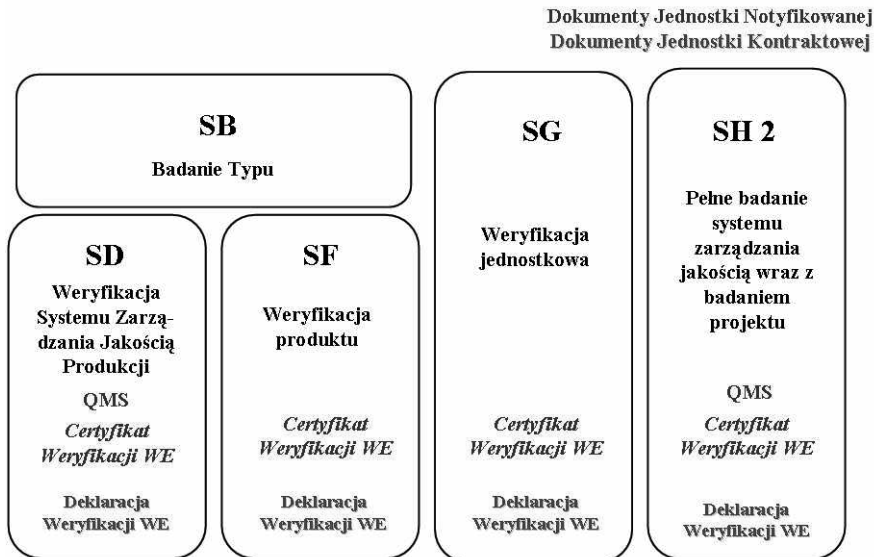 Dokumenty Jednostki Notyfikowanej
Dokumenty Jednostki Kontraktowej
SB
Badanie Typu
SD
Weryfikacja
Systemu Zarzą-
dzania Jakością
Produkcji
QMS
Certyfikat
Weryfikacji WE
Deklaracja
Weryfikacji WE
SF
Weryfikacja
produktu
Certyfikat
Weryfikacji WE
Deklaracja
Weryfikacji WE
SG
Weryfikacja
jednostkowa
Certyfikat
Weryfikacji WE
Deklaracja
Weryfikacji WE
SH 2
Pełne badanie
systemu
zarządzania
jakością wraz z
badaniem
projektu
QMS
Certyfikat
Weryfikacji WE
Deklaracja
Weryfikacji WE